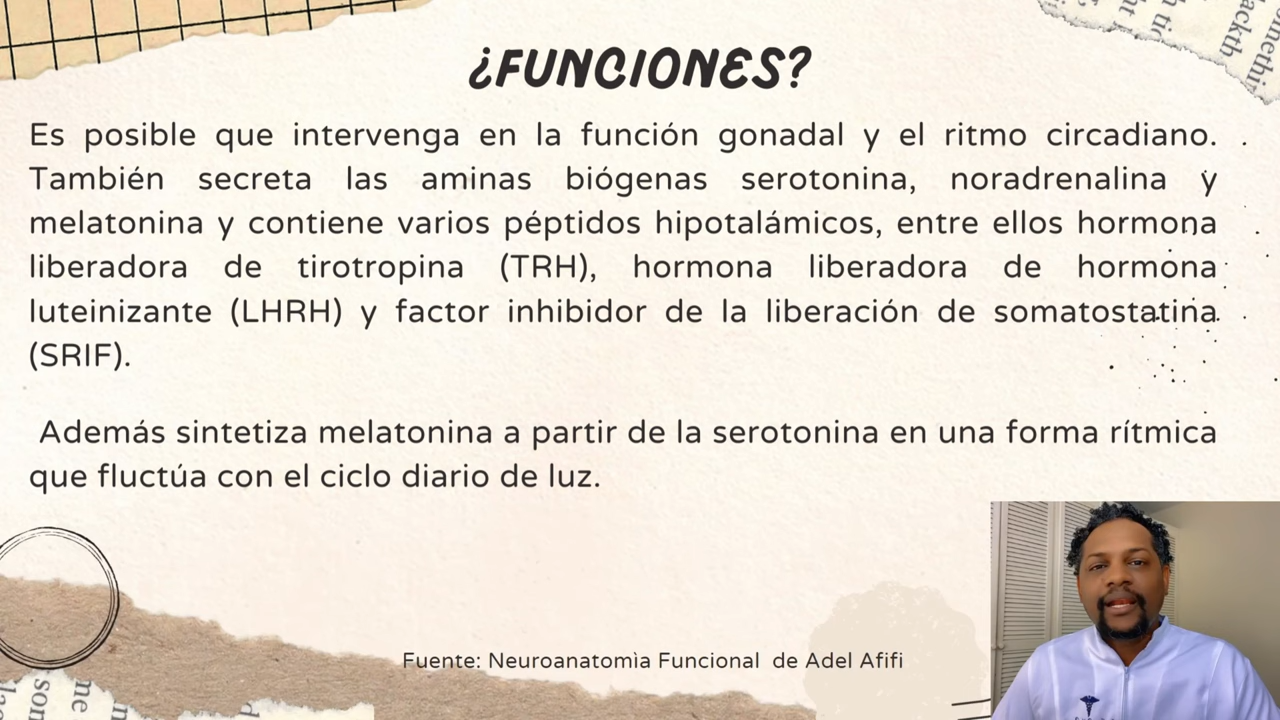 ¿FUNCIONES?
Es posible que intervenga en la función gonadal y el ritmo circadiano.
También secreta las aminas biógenas serotonina, noradrenalina y
melatonina y contiene varios péptidos hipotalámicos, entre ellos hormona
liberadora de tirotropina (TRH), hormona liberadora de hormona
luteinizante (LHRH) y factor inhibidor de la liberación de somatostatina
(SRIF).
Además sintetiza melatonina a partir de la serotonina en una forma rítmica
que fluctúa con el ciclo diario de luz.
Fuente: Neuroanatomìa Funcional de Adel Afifi